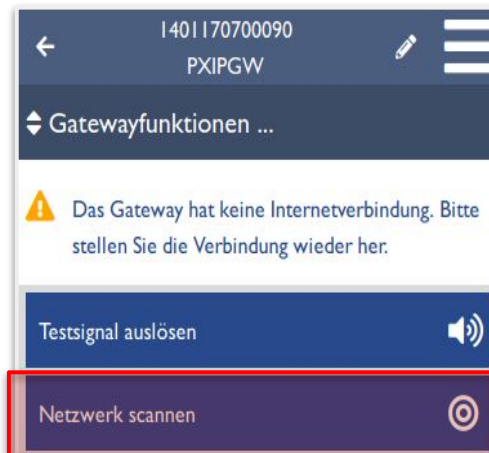 1401170700090
PXIPGW
Gatewayfunktionen ...
Das Gateway hat keine Internetverbindung. Bitte
stellen Sie die Verbindung wieder her.
Testsignal auslösen
Netzwerk scannen